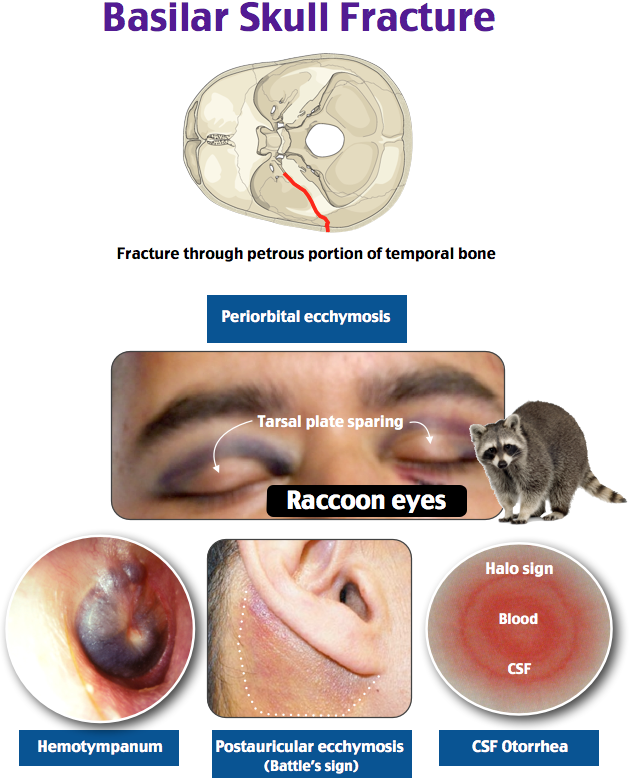 Basilar Skull Fracture
Fracture through petrous portion of temporal bone
Periorbital ecchymosis
Tarsal plate sparing
Raccoon eyes
Halo sign
Blood
CSF
Hemotympanum
Postauricular ecchymosis
(Battle's sign)
CSF Otorrhea